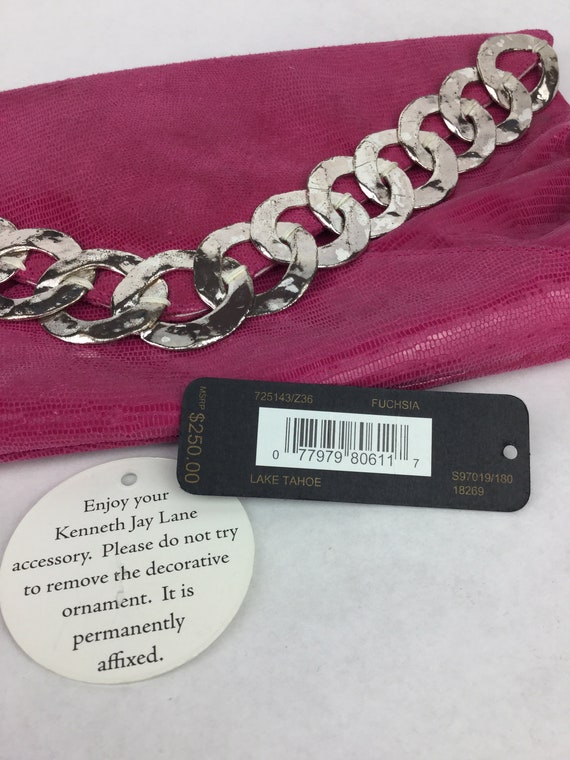 725143/Z36 FUCHSIA
MSRP $250.00
0 77979 80611 7
LAKE TAHOE S97019/180
18269
Enjoy your
Kenneth Jay Lane
accessory. Please do not try
to remove the decorative
ornament. It is
permanently
affixed.